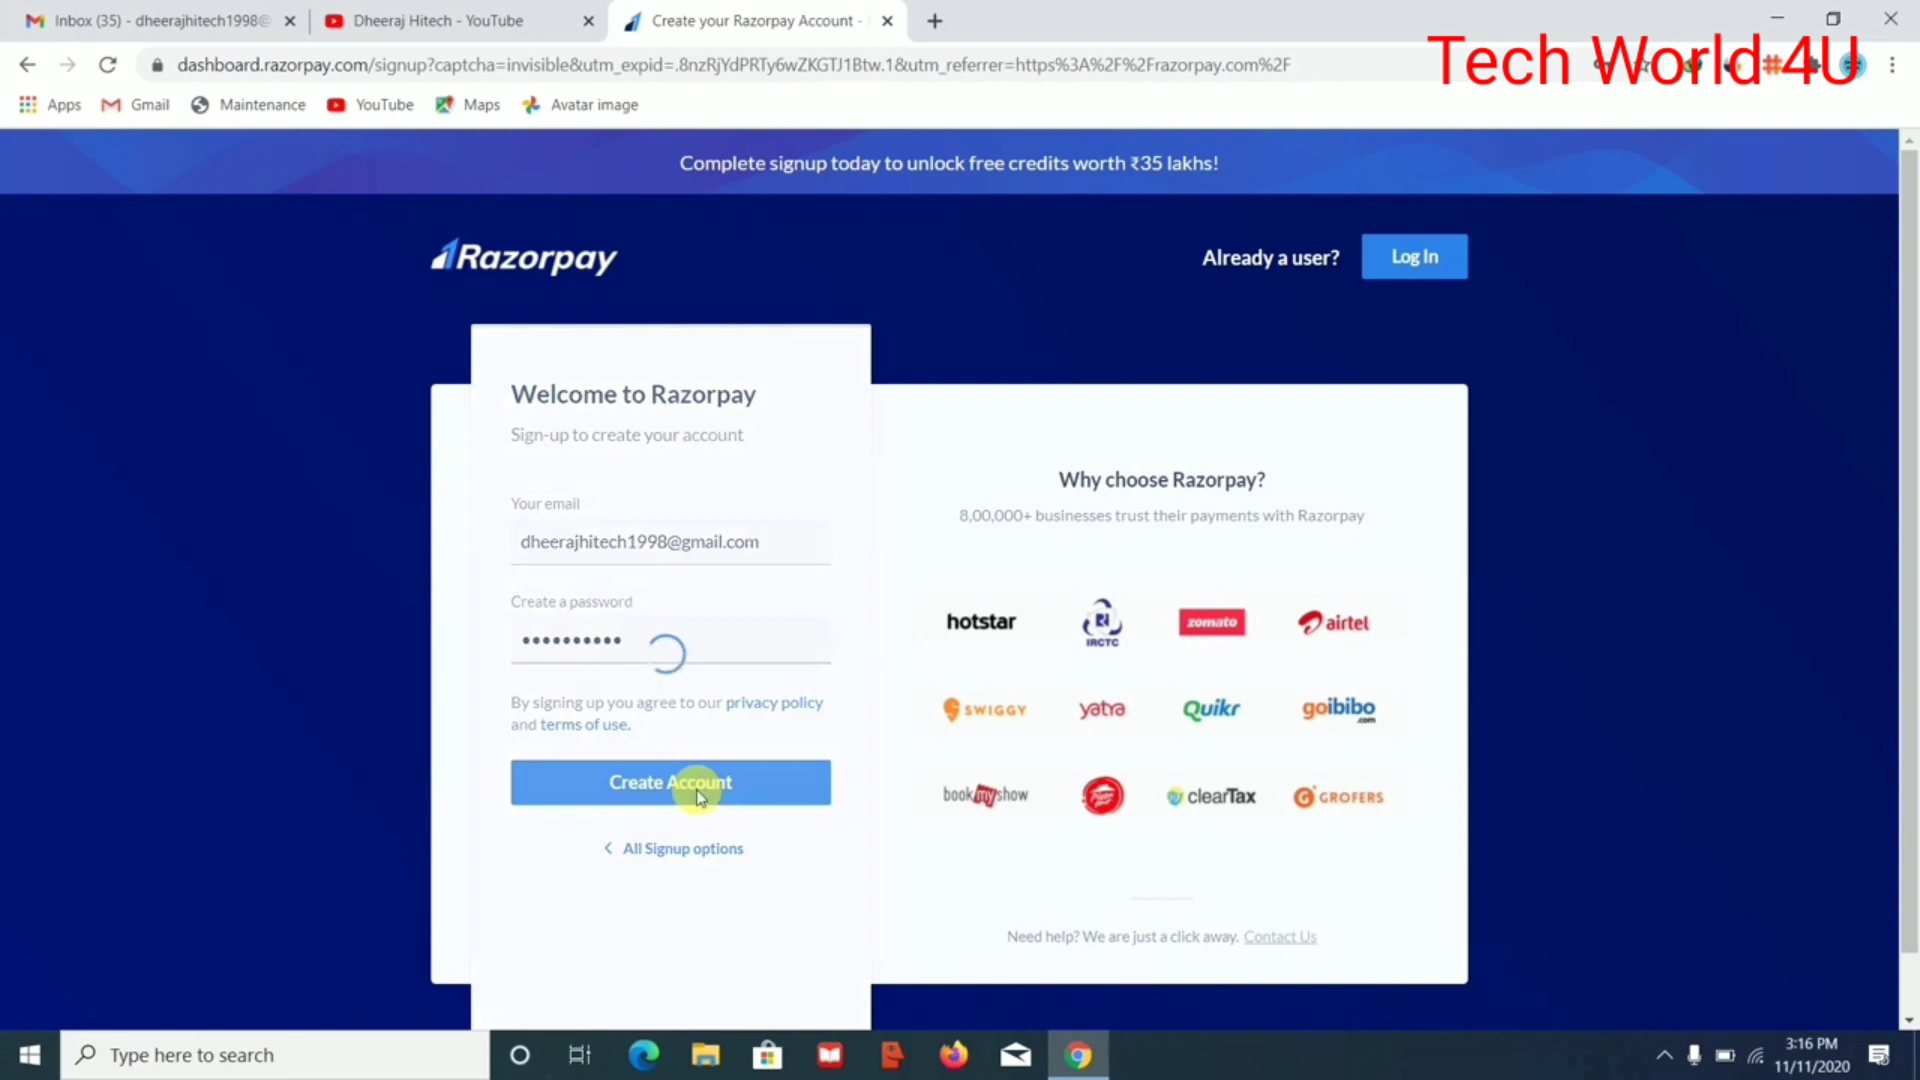 Inbox (35) - dheerajhitech1998@
Dheeraj Hitech - YouTube
Create your Razorpay Account -
dashboard.razorpay.com/signup?captcha=invisible&utm_expid=.8nzRjYdPRTy6wZKGTJ1Btw.1&utm_referrer=https%3A%2F%2Frazorpay.com%2F
Tech World 4U
Apps
Gmail
Maintenance
YouTube
Maps
Avatar image
Complete signup today to unlock free credits worth ₹35 lakhs!
Razorpay
Already a user?
Log In
Welcome to Razorpay
Sign-up to create your account
Your email
dheerajhitech1998@gmail.com
Create a password
By signing up you agree to our privacy policy
and terms of use.
Create Account
All Signup options
Why choose Razorpay?
8,00,000+ businesses trust their payments with Razorpay
hotstar
IRCTC
zomato
airtel
SWIGGY
yatra
Quikr
goibibo
.com
bookmyshow
clearTax
GROFERS
Need help? We are just a click away. Contact Us
Type here to search
3:16 PM
11/11/2020